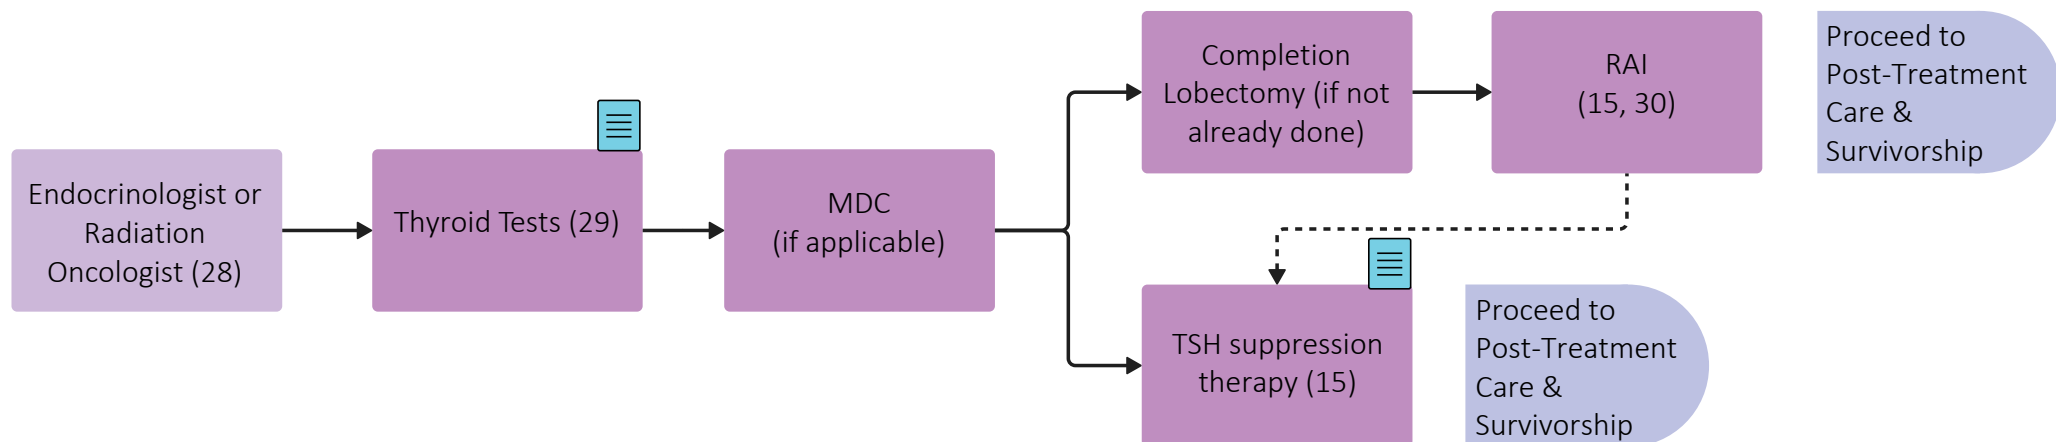 Endocrinologist or
Radiation
Oncologist (28)
Thyroid Tests (29)
MDC
(if applicable)
Completion
Lobectomy (if not
already done)
RAI
(15, 30)
Proceed to
Post-Treatment
Care &
Survivorship
TSH suppression
therapy (15)
Proceed to
Post-Treatment
Care &
Survivorship